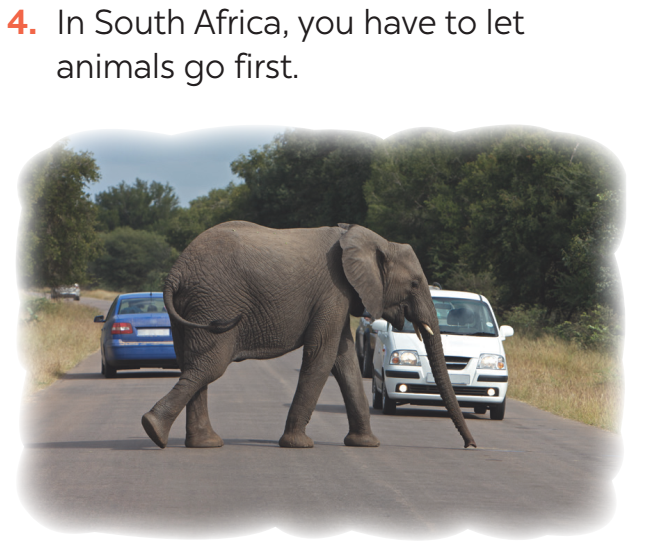 4. In South Africa, you have to let
animals go first.